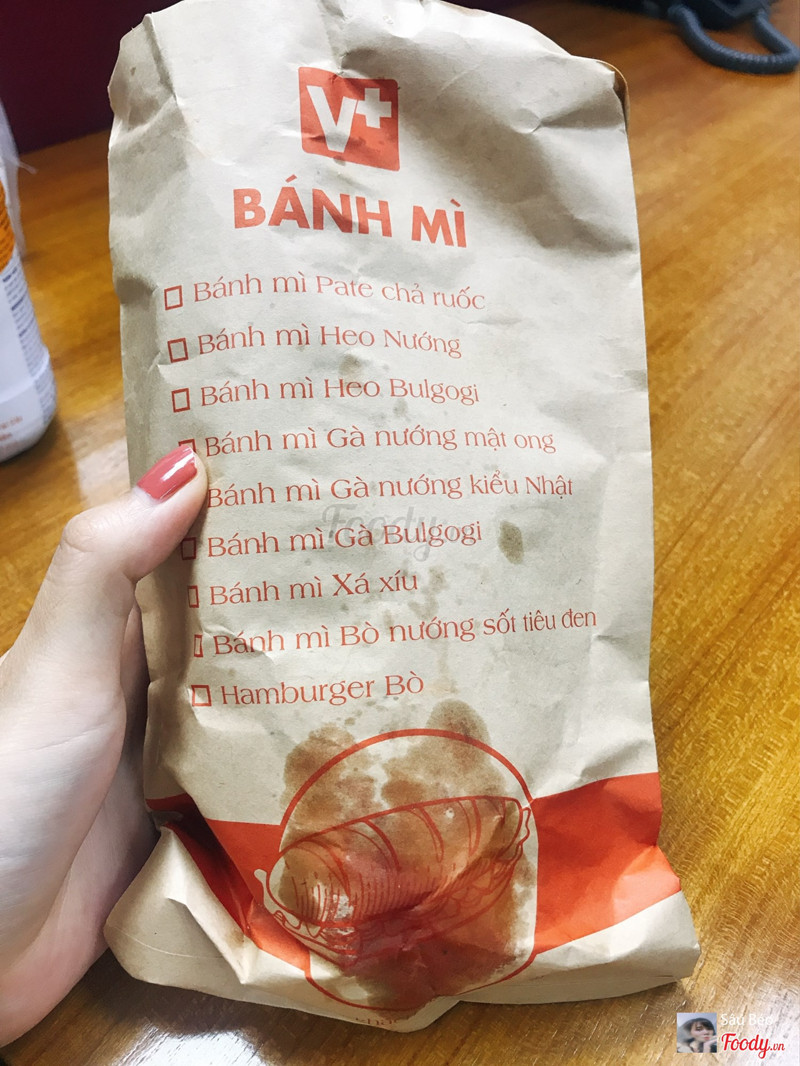 V+
BÁNH MÌ
Bánh mì Pate chả ruốc
Bánh mì Heo Nướng
Bánh mì Heo Bulgogi
Bánh mì Gà nướng mật ong
Bánh mì Gà nướng kiểu Nhật
Bánh mì Gà Bulgogi
Bánh mì Xá xíu
Bánh mì Bò nướng sốt tiêu đen
Hamburger Bò
Foody
Foody.vn